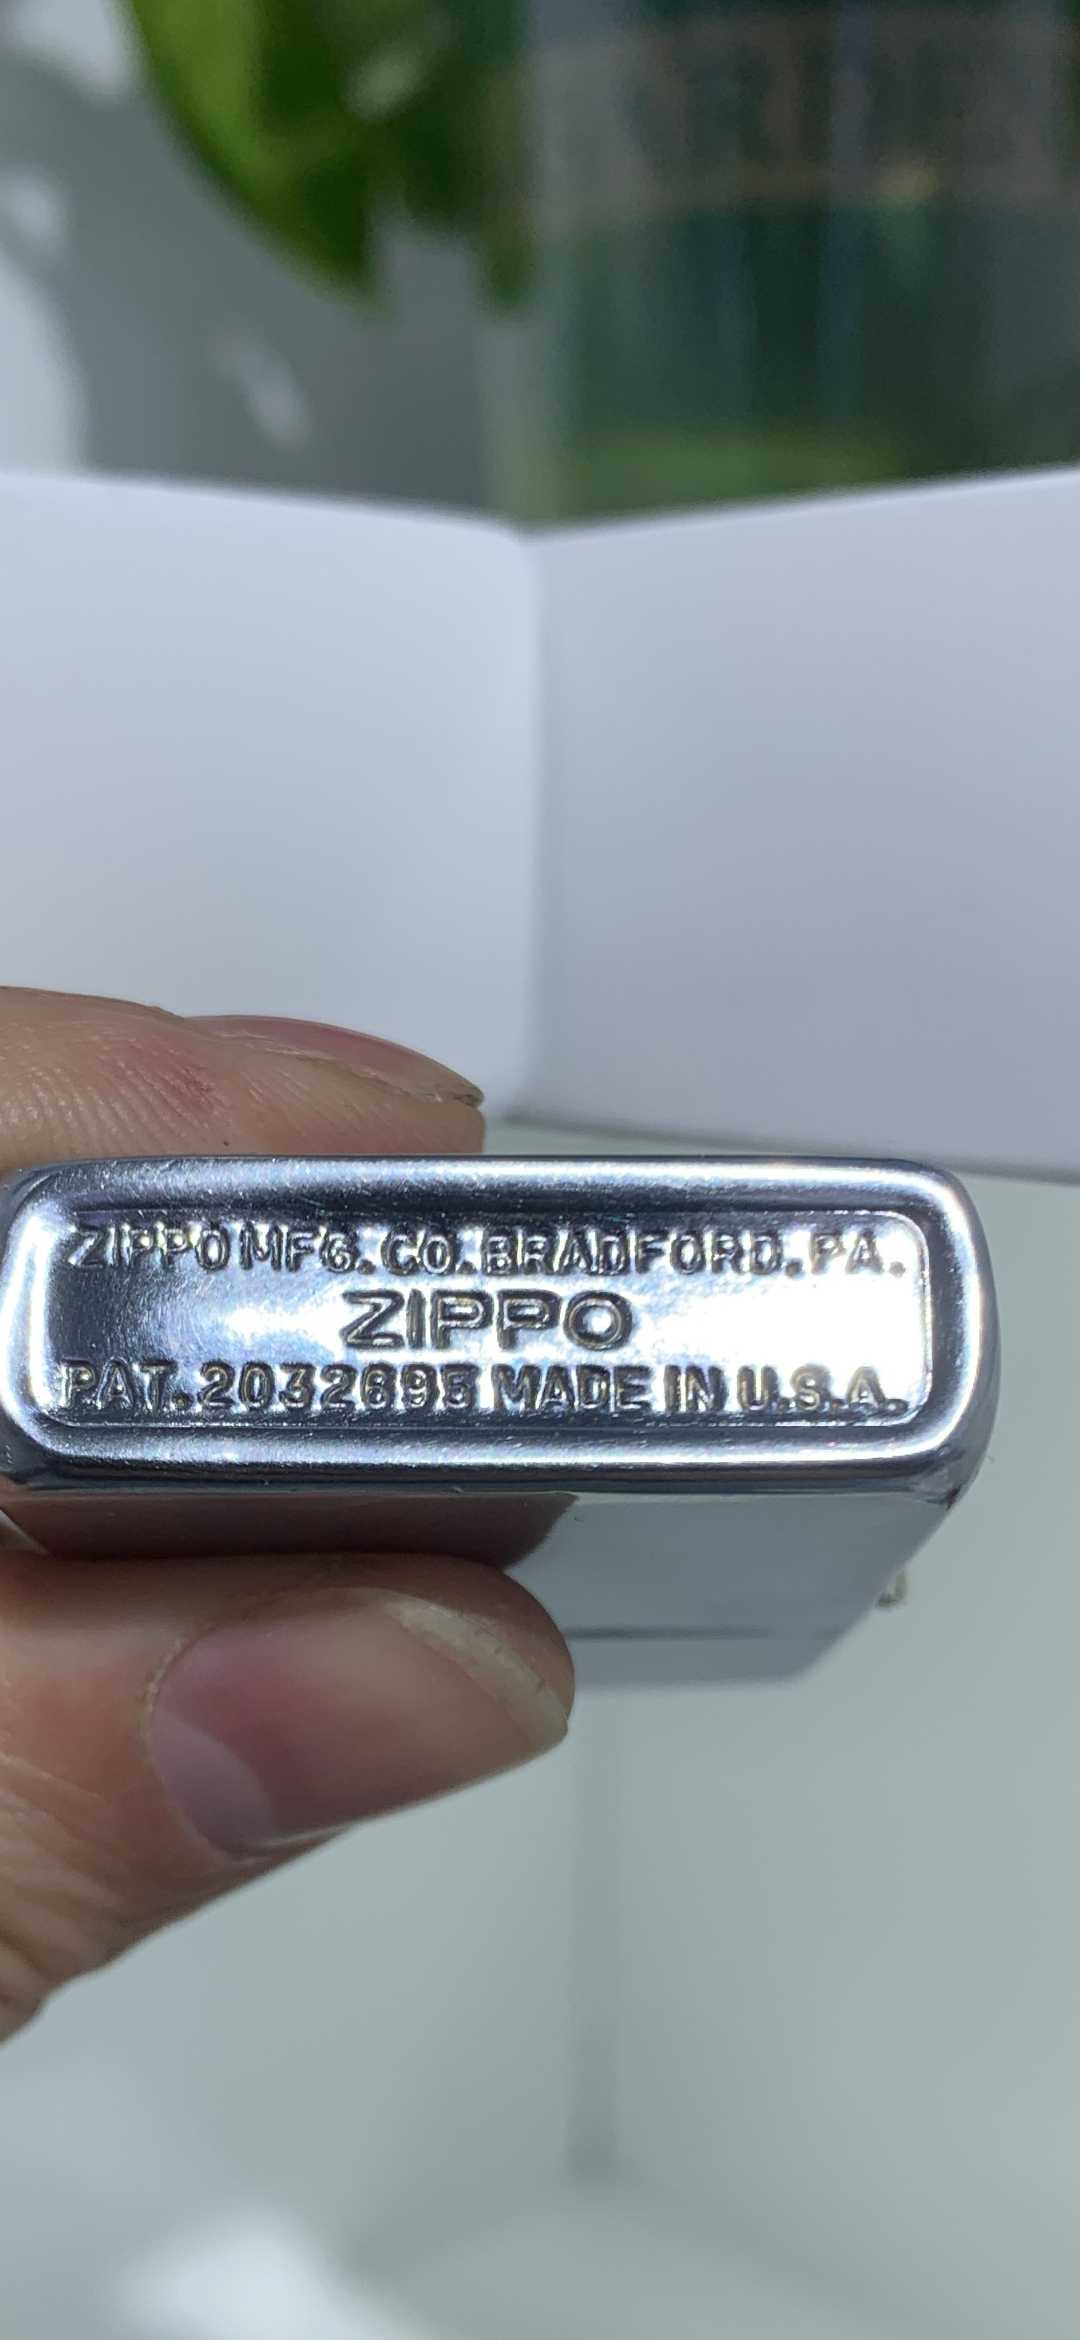 ZIPPO MFG. CO. BRADFORD. PA.
ZIPPO
PAT. 2032695 MADE IN U.S.A.